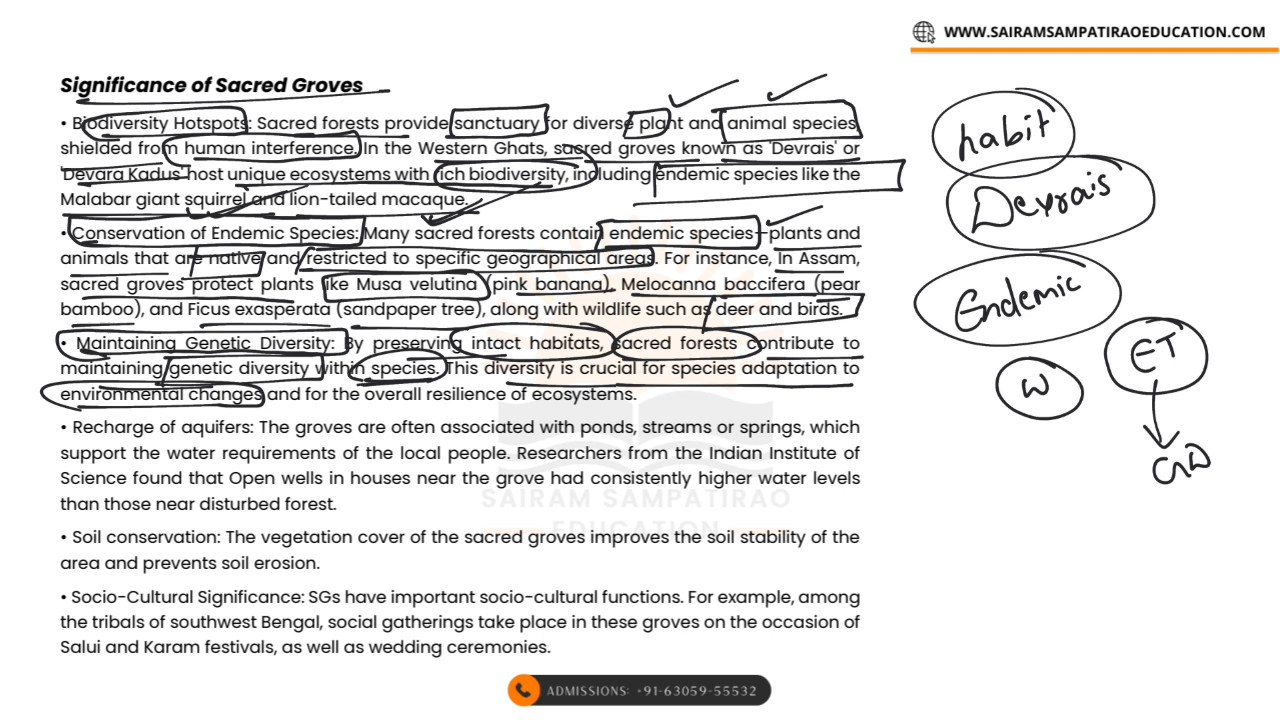 WWW.SAIRAMSAMPATIRAOEDUCATION.COM
Significance of Sacred Groves
• Biodiversity Hotspots: Sacred forests provide sanctuary for diverse plant and animal species
shielded from human interference. In the Western Ghats, sacred groves known as 'Devrais' or
'Devara Kadus' host unique ecosystems with rich biodiversity, including endemic species like the
Malabar giant squirrel and lion-tailed macaque.
• Conservation of Endemic Species: Many sacred forests contain endemic species—plants and
animals that are native and restricted to specific geographical areas. For instance, In Assam,
sacred groves protect plants like Musa velutina (pink banana), Melocanna baccifera (pear
bamboo), and Ficus exasperata (sandpaper tree), along with wildlife such as deer and birds.
• Maintaining Genetic Diversity: By preserving intact habitats, sacred forests contribute to
maintaining genetic diversity within species. This diversity is crucial for species adaptation to
environmental changes and for the overall resilience of ecosystems.
• Recharge of aquifers: The groves are often associated with ponds, streams or springs, which
support the water requirements of the local people. Researchers from the Indian Institute of
Science found that Open wells in houses near the grove had consistently higher water levels
than those near disturbed forest.
• Soil conservation: The vegetation cover of the sacred groves improves the soil stability of the
area and prevents soil erosion.
• Socio-Cultural Significance: SGs have important socio-cultural functions. For example, among
the tribals of southwest Bengal, social gatherings take place in these groves on the occasion of
Salui and Karam festivals, as well as wedding ceremonies.
habit
Devrais
Endemic
ET
W
GD
SAIRAM SAMPATIRAO
EDUCATION
ADMISSIONS: +91-63059-55532